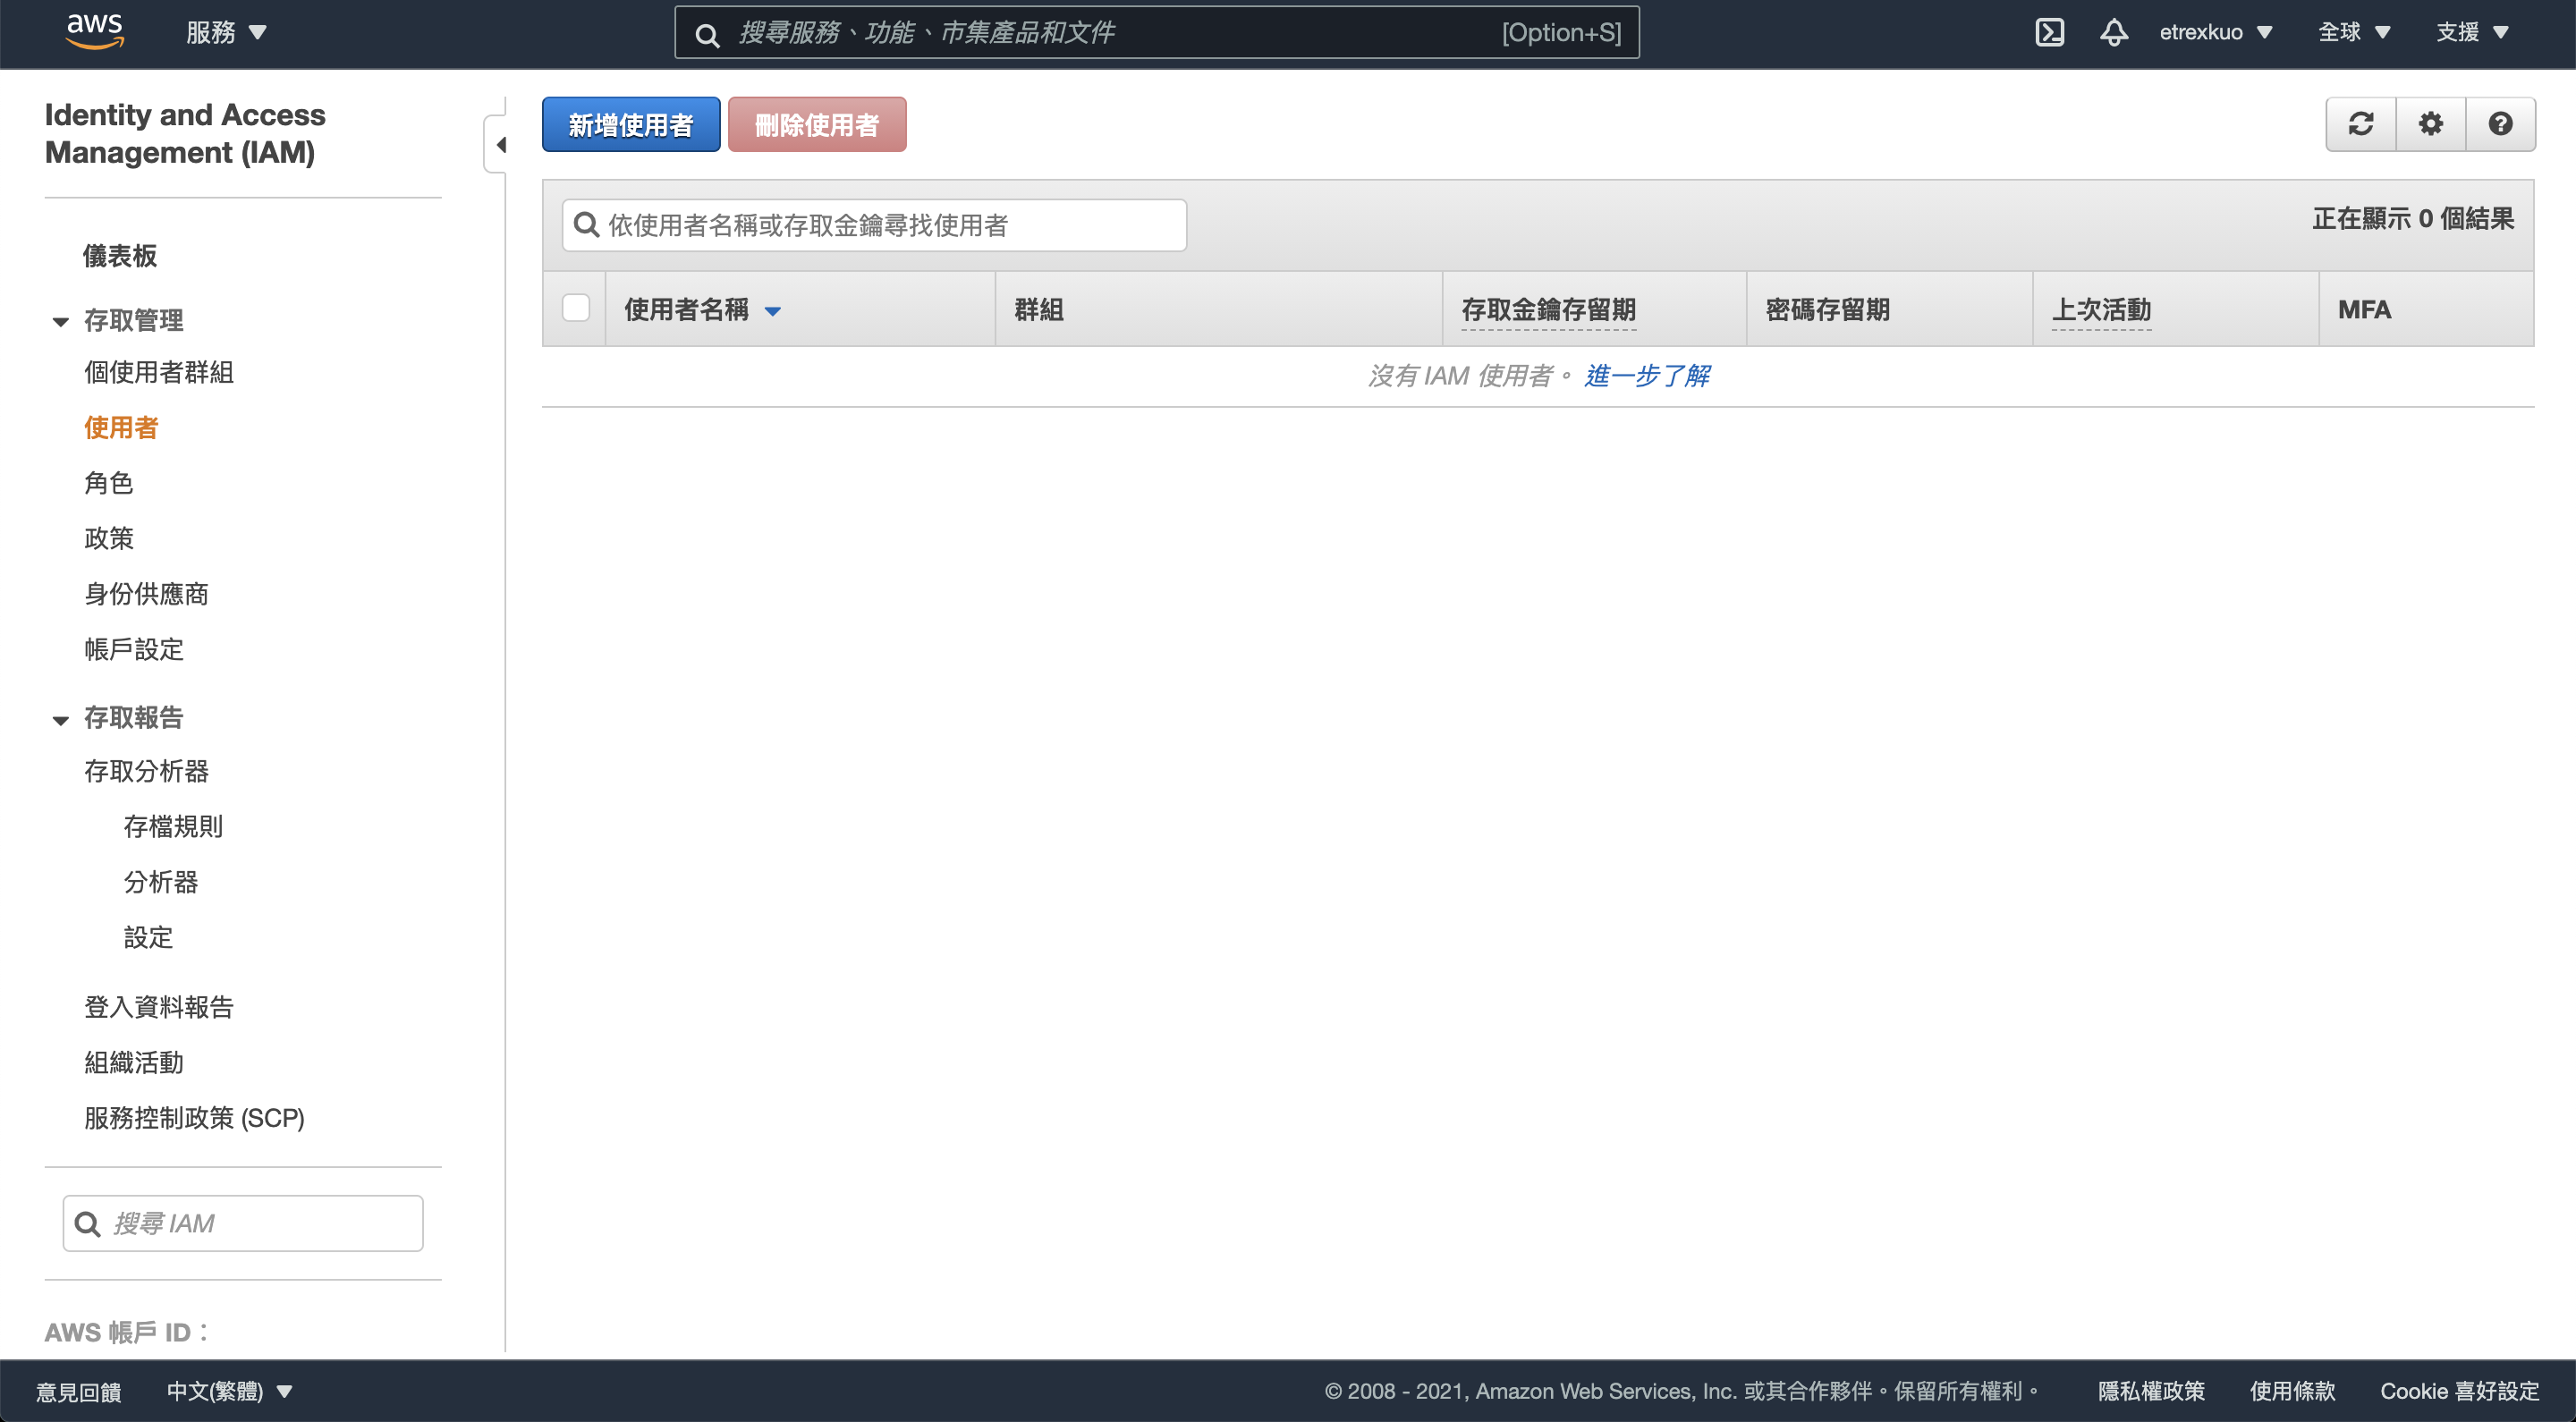 aws
服務
搜尋服務、功能、市集產品和文件
[Option+S]
etrexkuo
全球
支援
Identity and Access
Management (IAM)
儀表板
存取管理
個使用者群組
使用者
角色
政策
身份供應商
帳戶設定
存取報告
存取分析器
存檔規則
分析器
設定
登入資料報告
組織活動
服務控制政策 (SCP)
搜尋 IAM
AWS 帳戶 ID：
新增使用者
刪除使用者
依使用者名稱或存取金鑰尋找使用者
正在顯示 0 個結果
使用者名稱
群組
存取金鑰存留期
密碼存留期
上次活動
MFA
沒有 IAM 使用者。 進一步了解
意見回饋
中文(繁體)
© 2008 - 2021, Amazon Web Services, Inc. 或其合作夥伴。保留所有權利。
隱私權政策
使用條款
Cookie 喜好設定